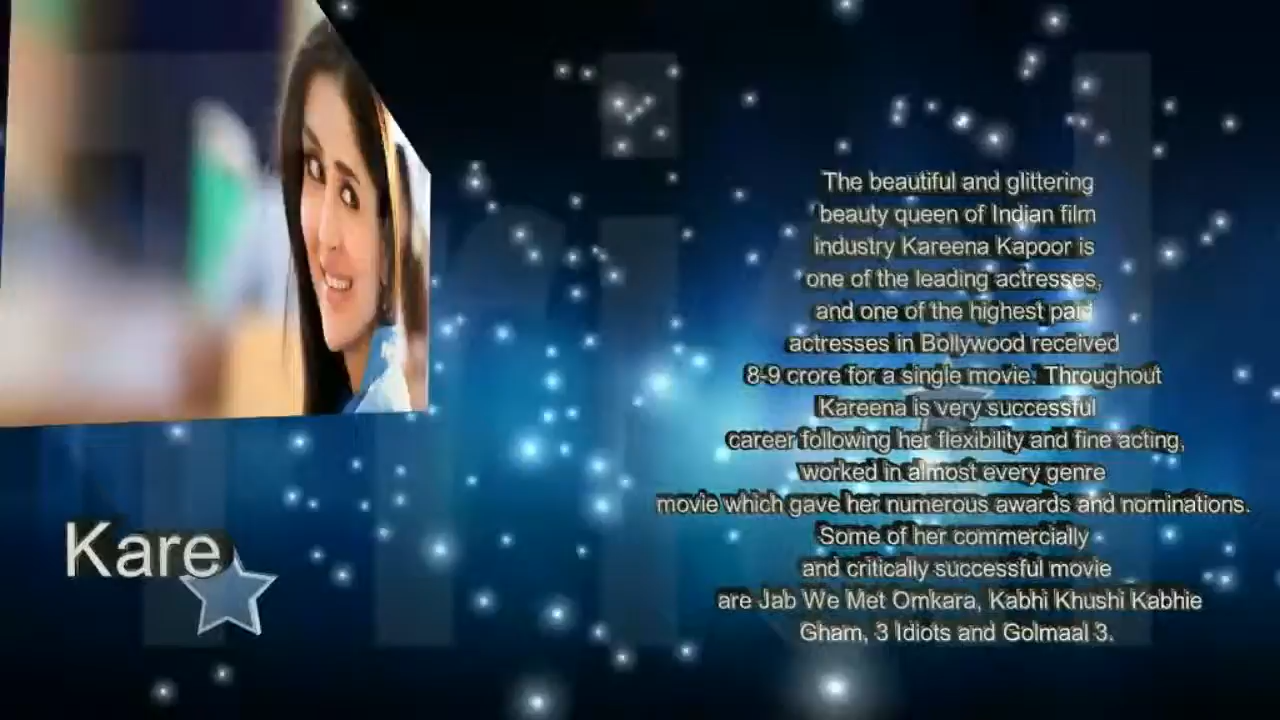 The beautiful and glittering
beauty queen of Indian film
industry Kareena Kapoor is
one of the leading actresses,
and one of the highest paid
actresses in Bollywood received
8-9 crore for a single movie. Throughout
Kareena is very successful
career following her flexibility and fine acting,
worked in almost every genre
movie which gave her numerous awards and nominations.
Some of her commercially
and critically successful movie
are Jab We Met Omkara, Kabhi Khushi Kabhie
Gham, 3 Idiots and Golmaal 3.
Kare